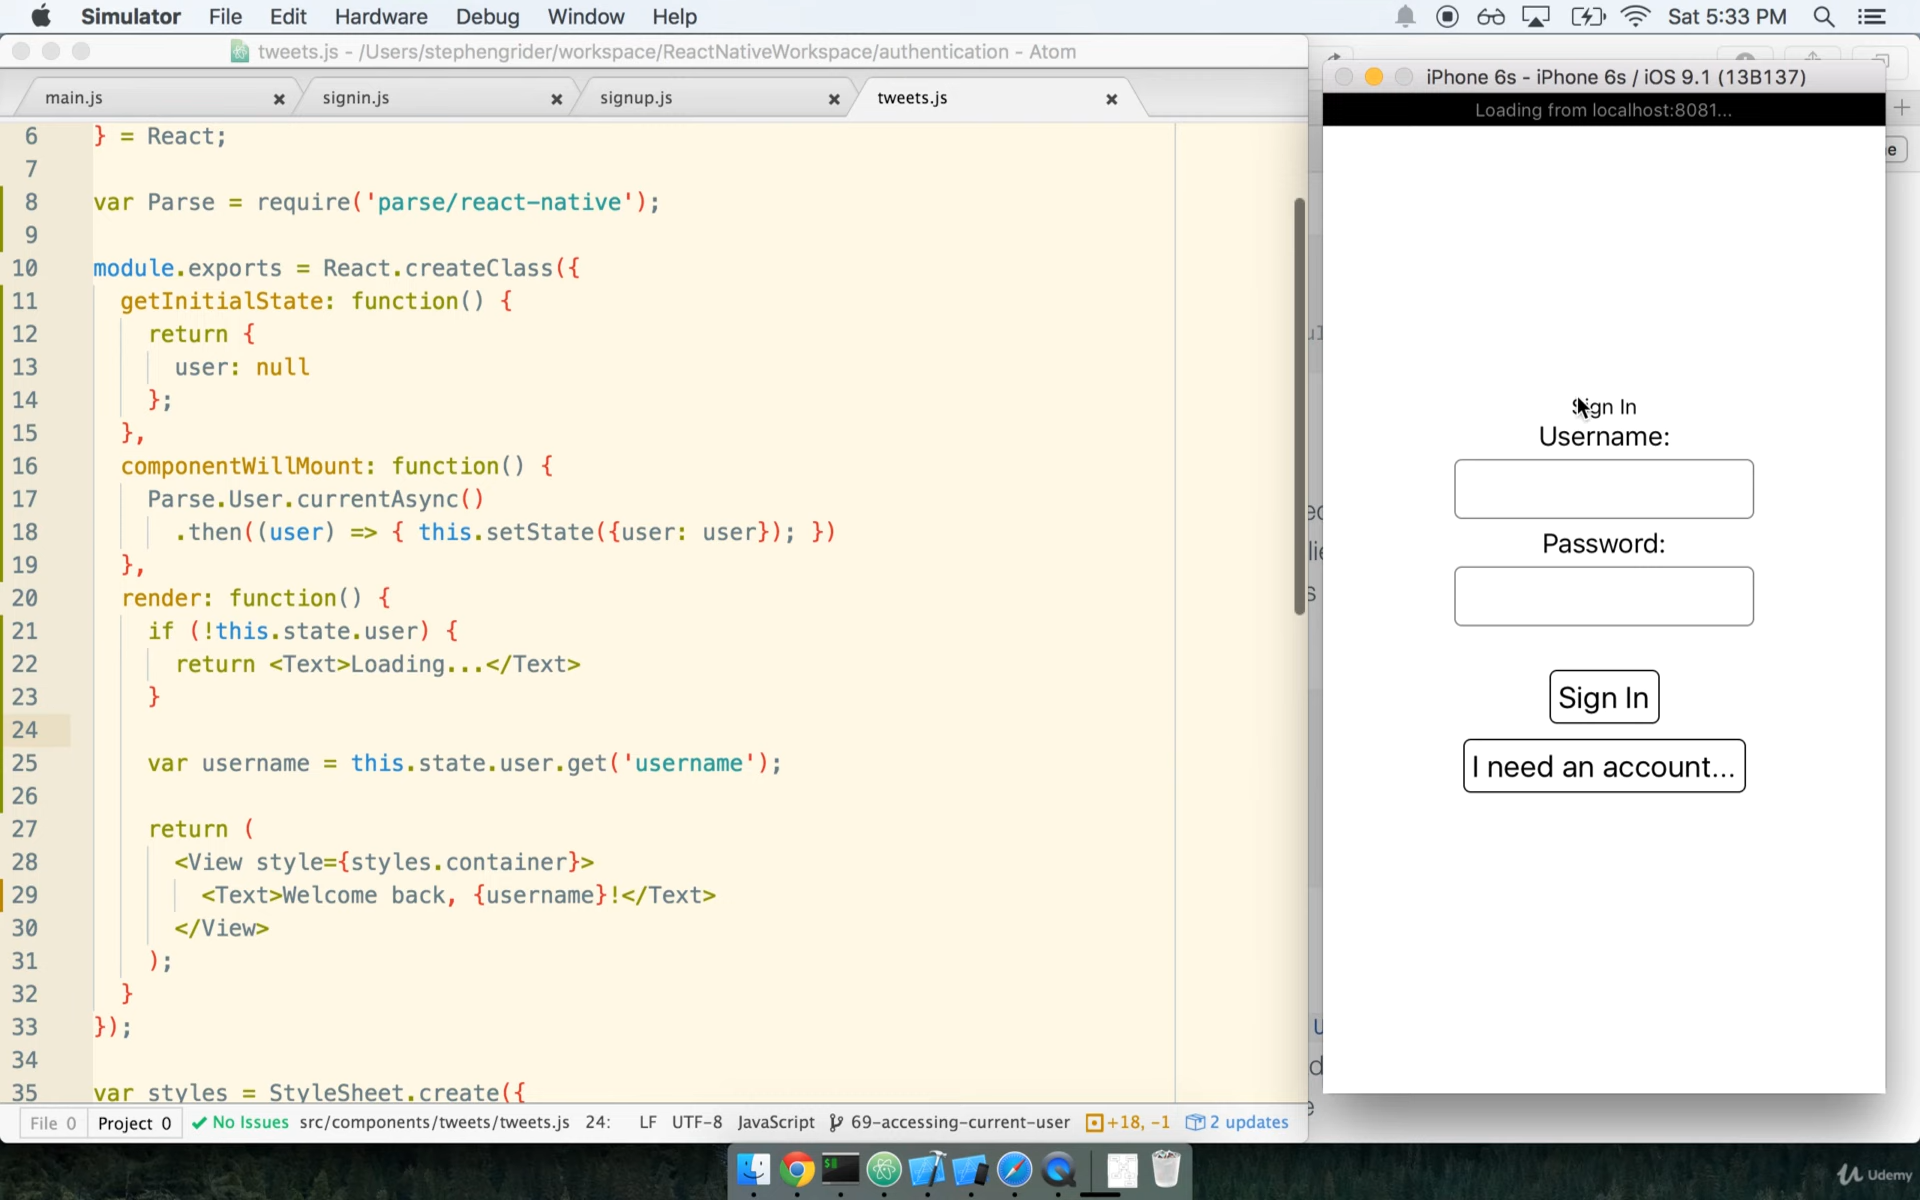 Simulator File Edit Hardware Debug Window Help Sat 5:33 PM
tweets.js - /Users/stephengrider/workspace/ReactNativeWorkspace/authentication - Atom
main.js signin.js signup.js tweets.js
6 } = React;
7
8 var Parse = require('parse/react-native');
9
10 module.exports = React.createClass({
11 getInitialState: function() {
12 return {
13 user: null
14 };
15 },
16 componentWillMount: function() {
17 Parse.User.currentAsync()
18 .then((user) => { this.setState({user: user}); })
19 },
20 render: function() {
21 if (!this.state.user) {
22 return <Text>Loading...</Text>
23 }
24
25 var username = this.state.user.get('username');
26
27 return (
28 <View style={styles.container}>
29 <Text>Welcome back, {username}!</Text>
30 </View>
31 );
32 }
33 });
34
35 var styles = StyleSheet.create({
File 0 Project 0 No Issues src/components/tweets/tweets.js 24: LF UTF-8 JavaScript 69-accessing-current-user +18, -1 2 updates
iPhone 6s - iPhone 6s / iOS 9.1 (13B137)
Loading from localhost:8081...
Sign In
Username:
Password:
Sign In
I need an account...
Udemy